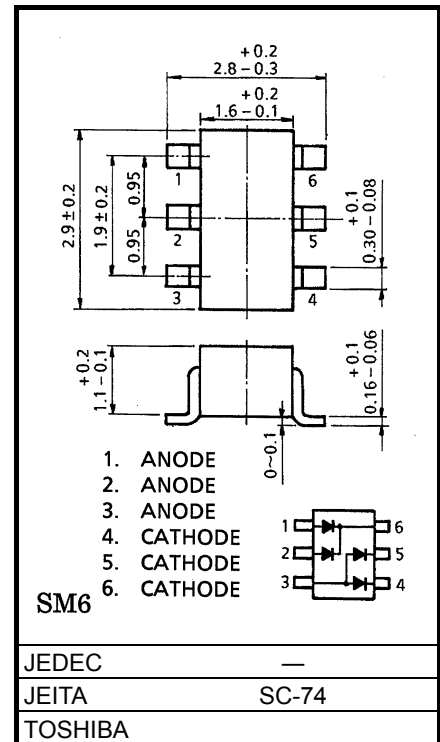 + 0.2
2.8 – 0.3
+ 0.2
1.6 – 0.1
2.9 ± 0.2
1.9 ± 0.2
0.95
0.95
1
2
3
6
5
4
+ 0.1
0.30 – 0.08
+ 0.2
1.1 – 0.1
+ 0.1
0.16 – 0.06
0~0.1
1. ANODE
2. ANODE
3. ANODE
4. CATHODE
5. CATHODE
6. CATHODE
1
2
3
6
5
4
SM6
JEDEC —
JEITA SC-74
TOSHIBA